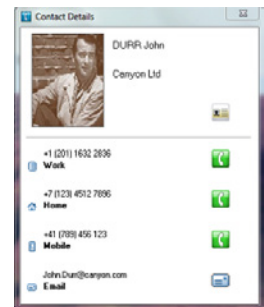 Contact Details
DURR John
Canyon Ltd
+1 (201) 1632 2836
Work
+7 (123) 4512 7896
Home
+41 (789) 456 123
Mobile
John.Durr@canyon.com
Email